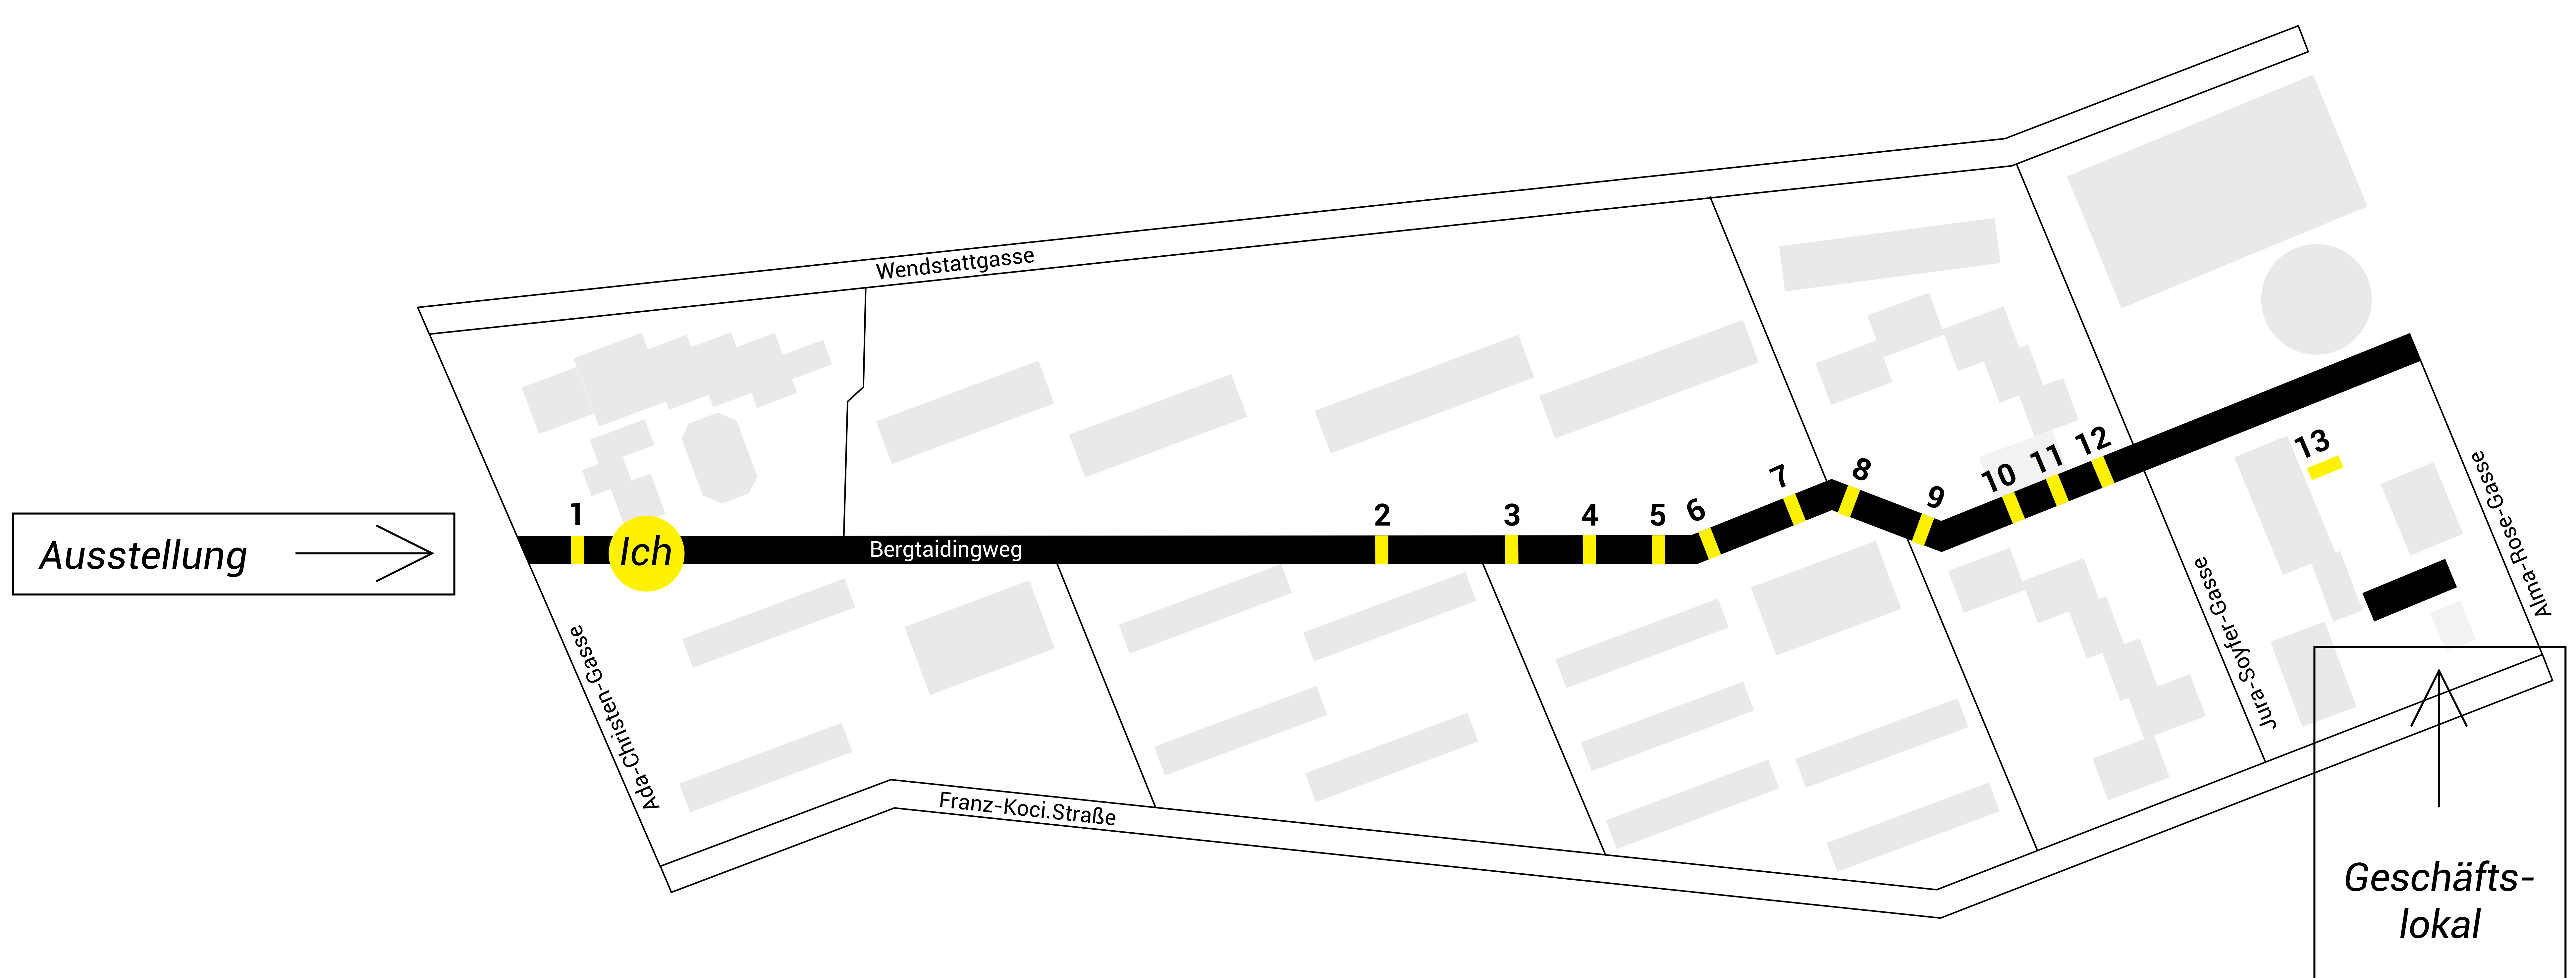 Wendstattgasse
Ausstellung
1
Ich
Bergtaidingweg
2
3
4
5
6
7
8
9
10
11
12
13
Ada-Christen-Gasse
Franz-Koci.Straße
Jura-Soyfer-Gasse
Alma-Rose-Gasse
Geschäfts-
lokal